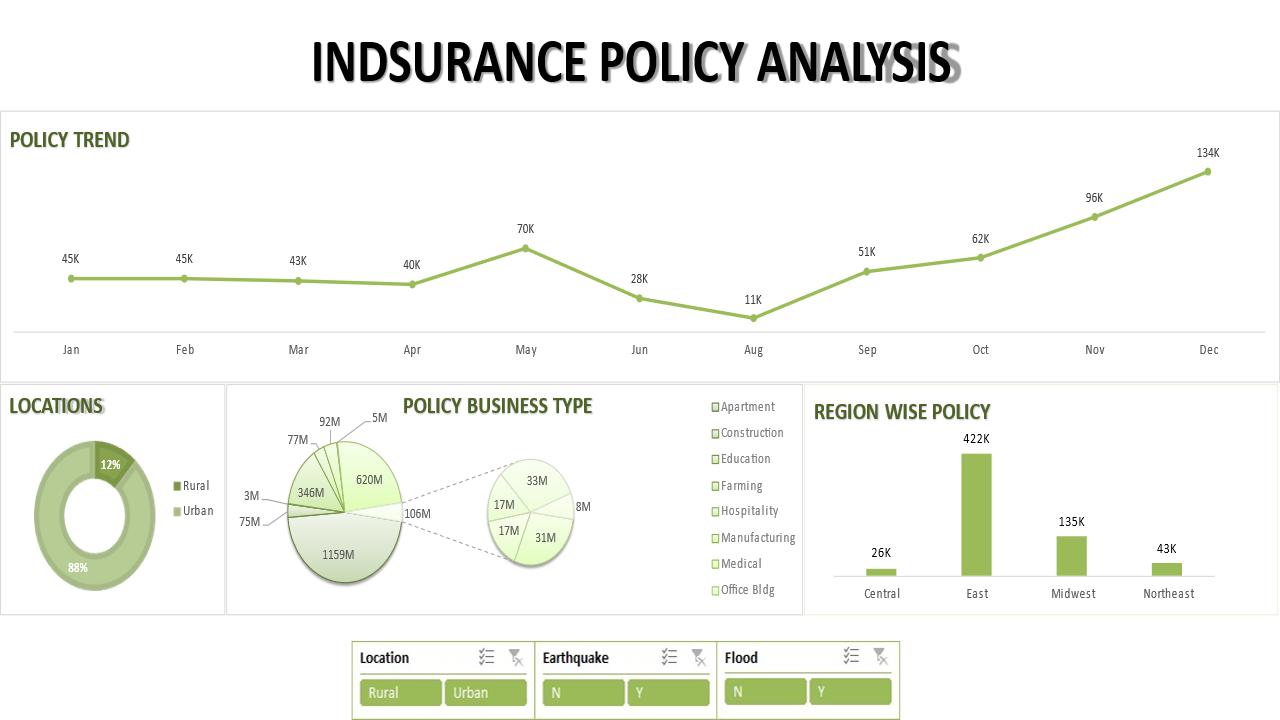 INDSURANCE POLICY ANALYSIS
POLICY TREND
45K 45K 43K 40K 70K 28K 11K 51K 62K 96K 134K
Jan Feb Mar Apr May Jun Aug Sep Oct Nov Dec
LOCATIONS
12%
88%
Rural
Urban
POLICY BUSINESS TYPE
5M
92M
77M
620M
346M
3M
75M
106M
1159M
33M
17M
8M
17M
31M
Apartment
Construction
Education
Farming
Hospitality
Manufacturing
Medical
Office Bldg
REGION WISE POLICY
26K 422K 135K 43K
Central East Midwest Northeast
Location
Rural Urban
Earthquake
N Y
Flood
N Y